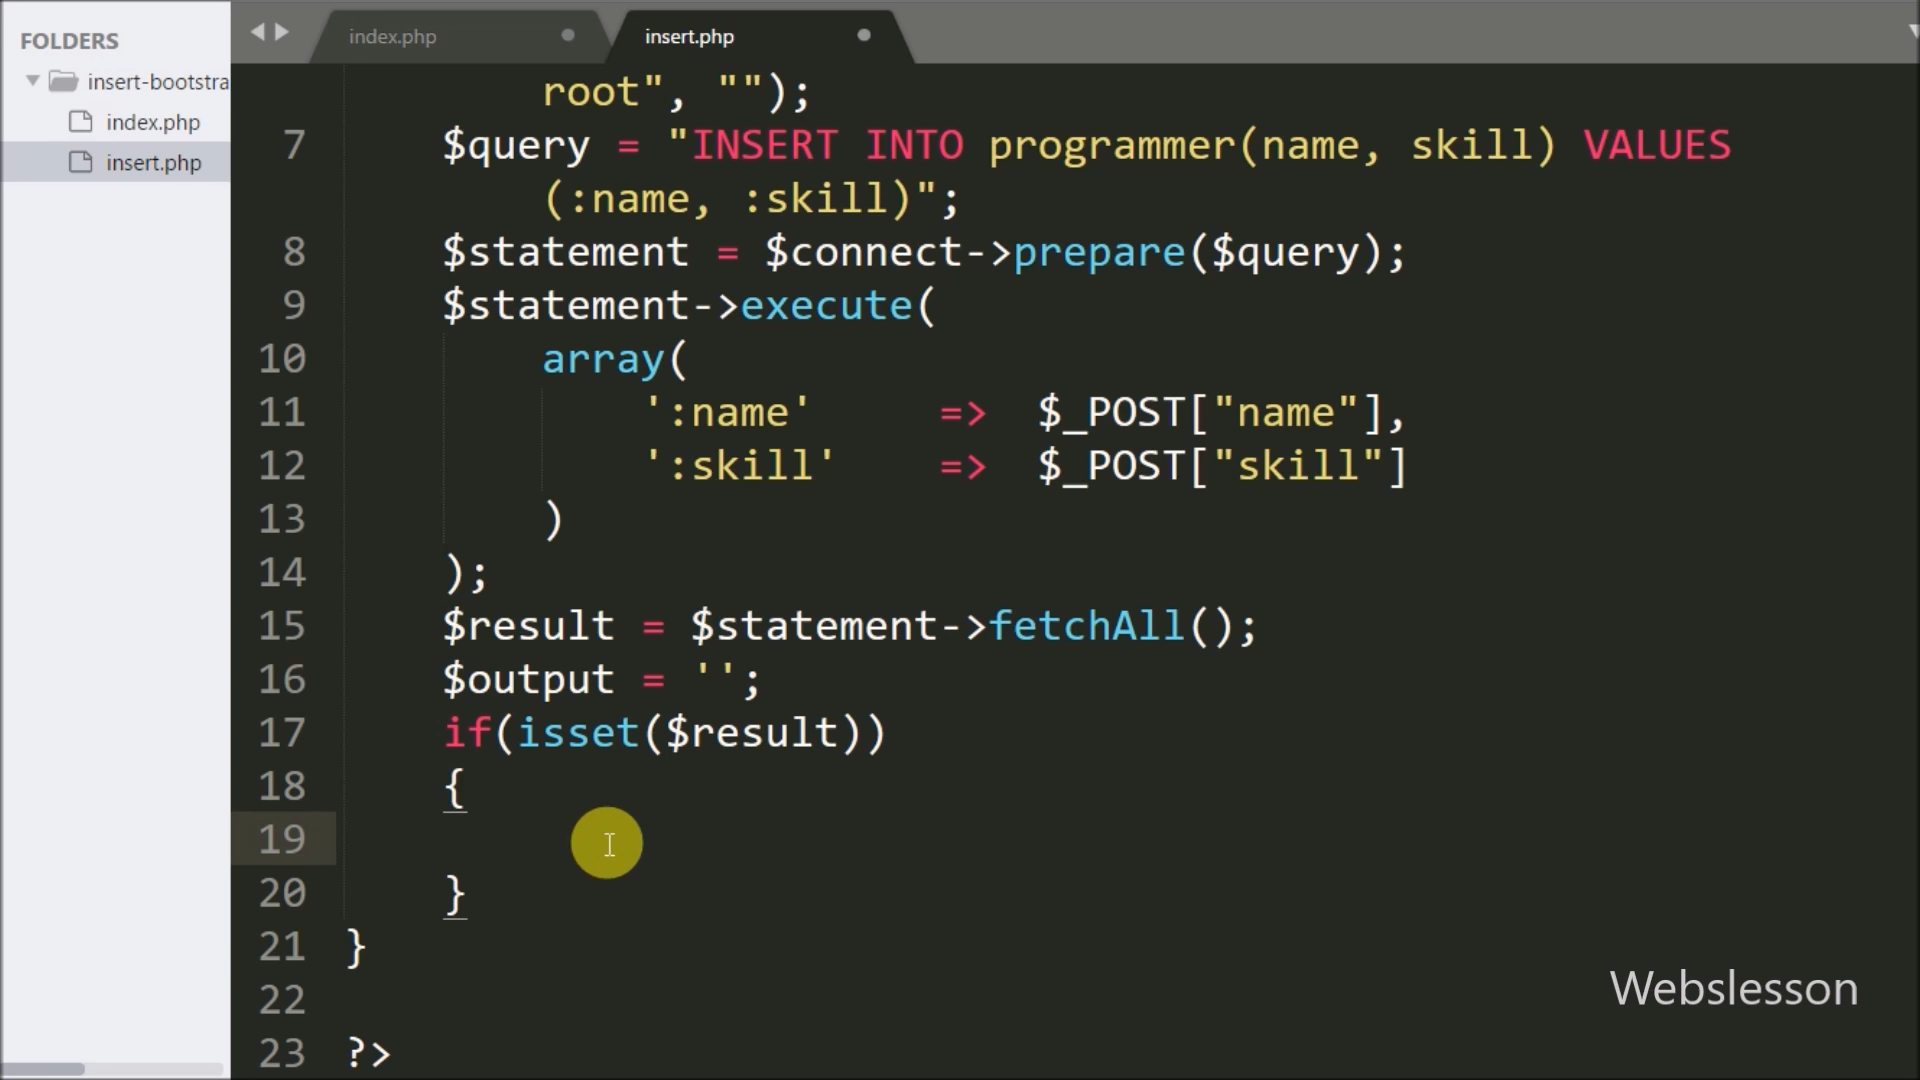 FOLDERS
insert-bootstra
index.php
insert.php
index.php
insert.php
root", "");
7 $query = "INSERT INTO programmer(name, skill) VALUES
(:name, :skill)";
8 $statement = $connect->prepare($query);
9 $statement->execute(
10 array(
11 ':name' => $_POST["name"],
12 ':skill' => $_POST["skill"]
13 )
14 );
15 $result = $statement->fetchAll();
16 $output = '';
17 if(isset($result))
18 {
19
20 }
21 }
22
23 ?>
Webslesson